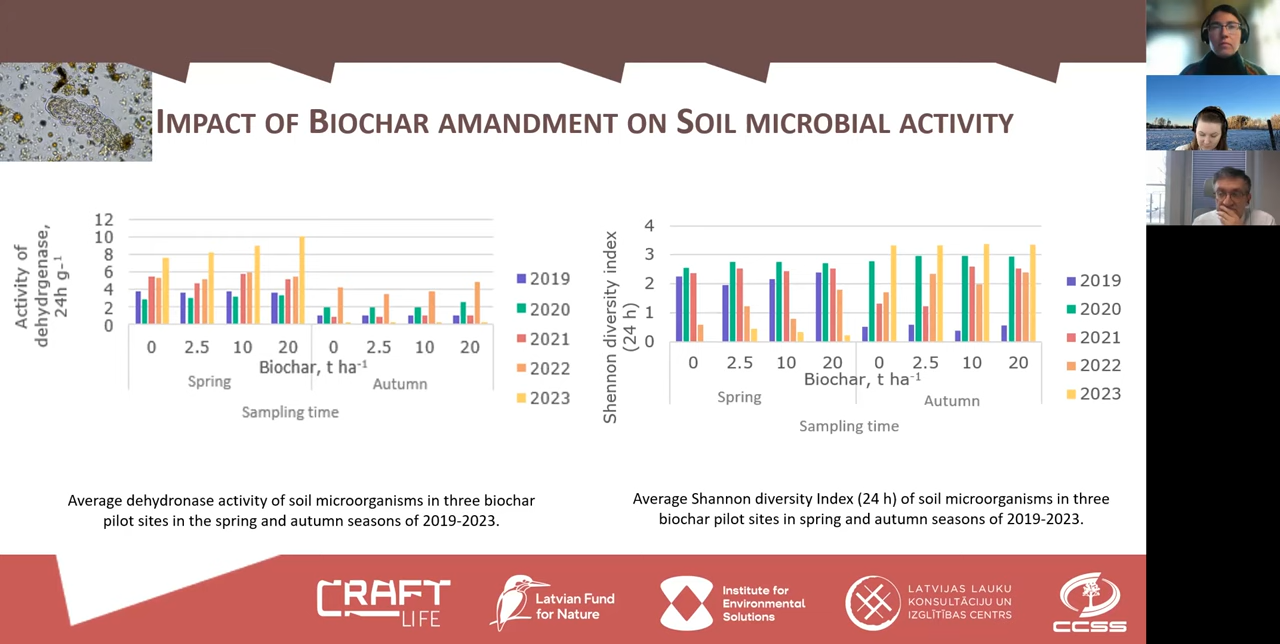 IMPACT OF BIOCHAR AMANDMENT ON SOIL MICROBIAL ACTIVITY
Activity of
dehydrgenase,
24h g-¹
12
10
8
6
4
2
0
0 2.5 10 20 0 2.5 10 20
Biochar, t ha-¹
Spring Autumn
Sampling time
2019
2020
2021
2022
2023
Shennon diversity index
(24 h)
4
3
2
1
0
0 2.5 10 20 0 2.5 10 20
Biochar, t ha-¹
Spring Autumn
Sampling time
2019
2020
2021
2022
2023
Average dehydronase activity of soil microorganisms in three biochar
pilot sites in the spring and autumn seasons of 2019-2023.
Average Shannon diversity Index (24 h) of soil microorganisms in three
biochar pilot sites in spring and autumn seasons of 2019-2023.
CRAFT
LIFE
Latvian Fund
for Nature
Institute for
Environmental
Solutions
LATVIJAS LAUKU
KONSULTĀCIJU UN
IZGLĪTĪBAS CENTRS
CCSS